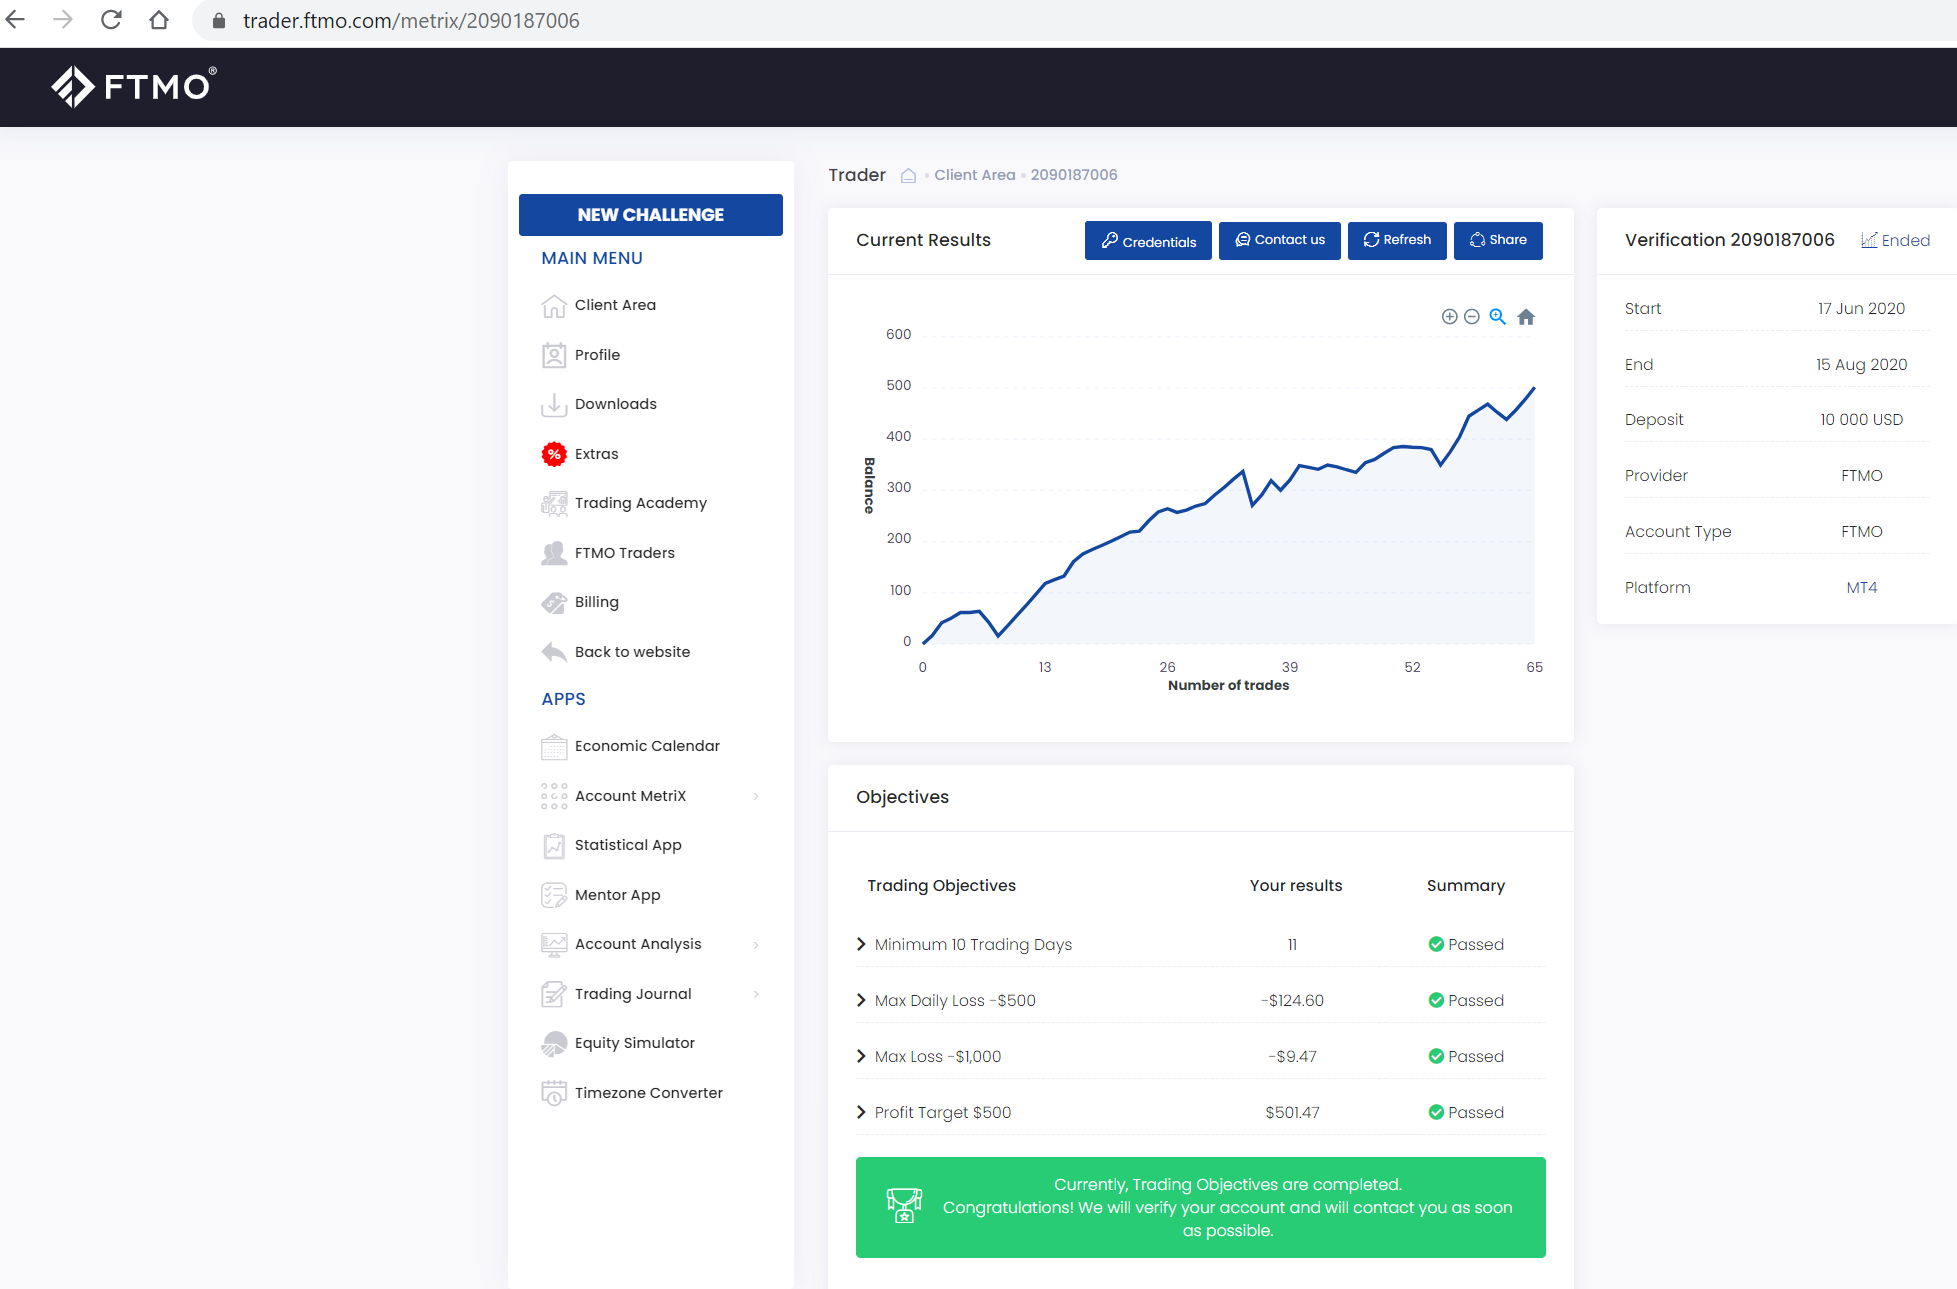 trader.ftmo.com/metrix/2090187006
FTMO®
NEW CHALLENGE
MAIN MENU
Client Area
Profile
Downloads
% Extras
Trading Academy
FTMO Traders
Billing
Back to website
APPS
Economic Calendar
Account MetriX
Statistical App
Mentor App
Account Analysis
Trading Journal
Equity Simulator
Timezone Converter
Trader Client Area 2090187006
Current Results Credentials Contact us Refresh Share
600
500
400
300
200
100
0
Balance
0 13 26 39 52 65
Number of trades
Objectives
Trading Objectives Your results Summary
Minimum 10 Trading Days 11 Passed
Max Daily Loss -$500 -$124.60 Passed
Max Loss -$1,000 -$9.47 Passed
Profit Target $500 $501.47 Passed
Currently, Trading Objectives are completed.
Congratulations! We will verify your account and will contact you as soon
as possible.
Verification 2090187006 Ended
Start 17 Jun 2020
End 15 Aug 2020
Deposit 10 000 USD
Provider FTMO
Account Type FTMO
Platform MT4